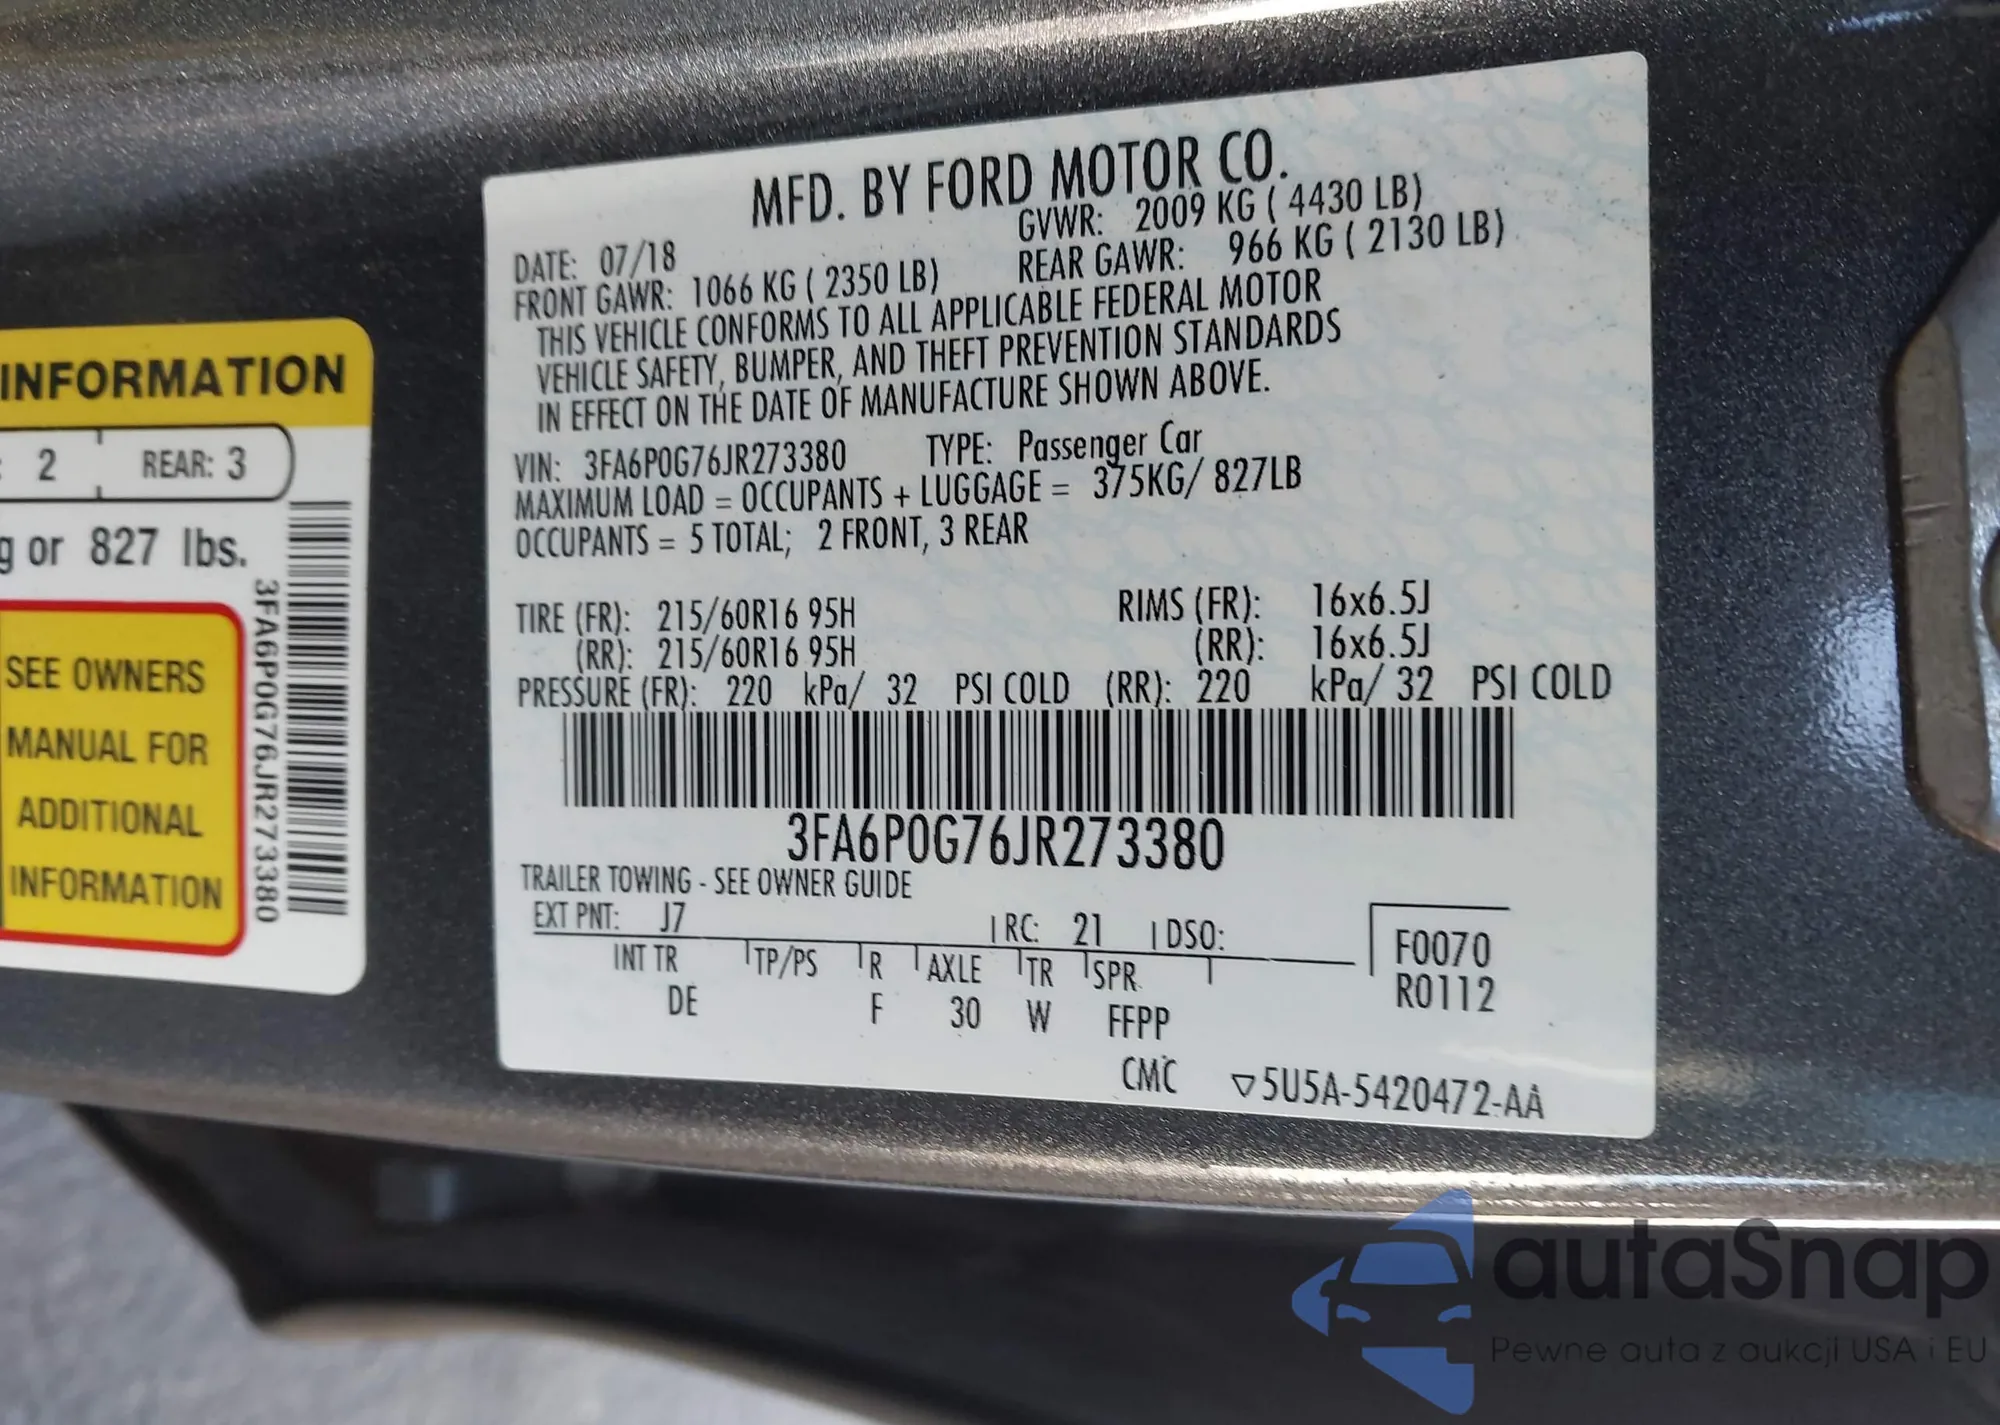 MFD. BY FORD MOTOR CO.
DATE: 07/18 GVWR: 2009 KG ( 4430 LB)
FRONT GAWR: 1066 KG ( 2350 LB) REAR GAWR: 966 KG ( 2130 LB)
THIS VEHICLE CONFORMS TO ALL APPLICABLE FEDERAL MOTOR
VEHICLE SAFETY, BUMPER, AND THEFT PREVENTION STANDARDS
IN EFFECT ON THE DATE OF MANUFACTURE SHOWN ABOVE.
VIN: 3FA6P0G76JR273380 TYPE: Passenger Car
MAXIMUM LOAD = OCCUPANTS + LUGGAGE = 375KG/ 827LB
OCCUPANTS = 5 TOTAL; 2 FRONT, 3 REAR
TIRE (FR): 215/60R16 95H RIMS (FR): 16x6.5J
(RR): 215/60R16 95H (RR): 16x6.5J
PRESSURE (FR): 220 kPa/ 32 PSI COLD (RR): 220 kPa/ 32 PSI COLD
3FA6P0G76JR273380
TRAILER TOWING - SEE OWNER GUIDE
EXT PNT: J7 RC: 21 DSO:
INT TR TP/PS R AXLE TR SPR
DE F 30 W FFPP
F0070
R0112
CMC ▽5U5A-5420472-AA
INFORMATION
: 2 REAR: 3
g or 827 lbs.
3FA6P0G76JR273380
SEE OWNERS
MANUAL FOR
ADDITIONAL
INFORMATION
autaSnap
Pewne auta z aukcji USA i EU